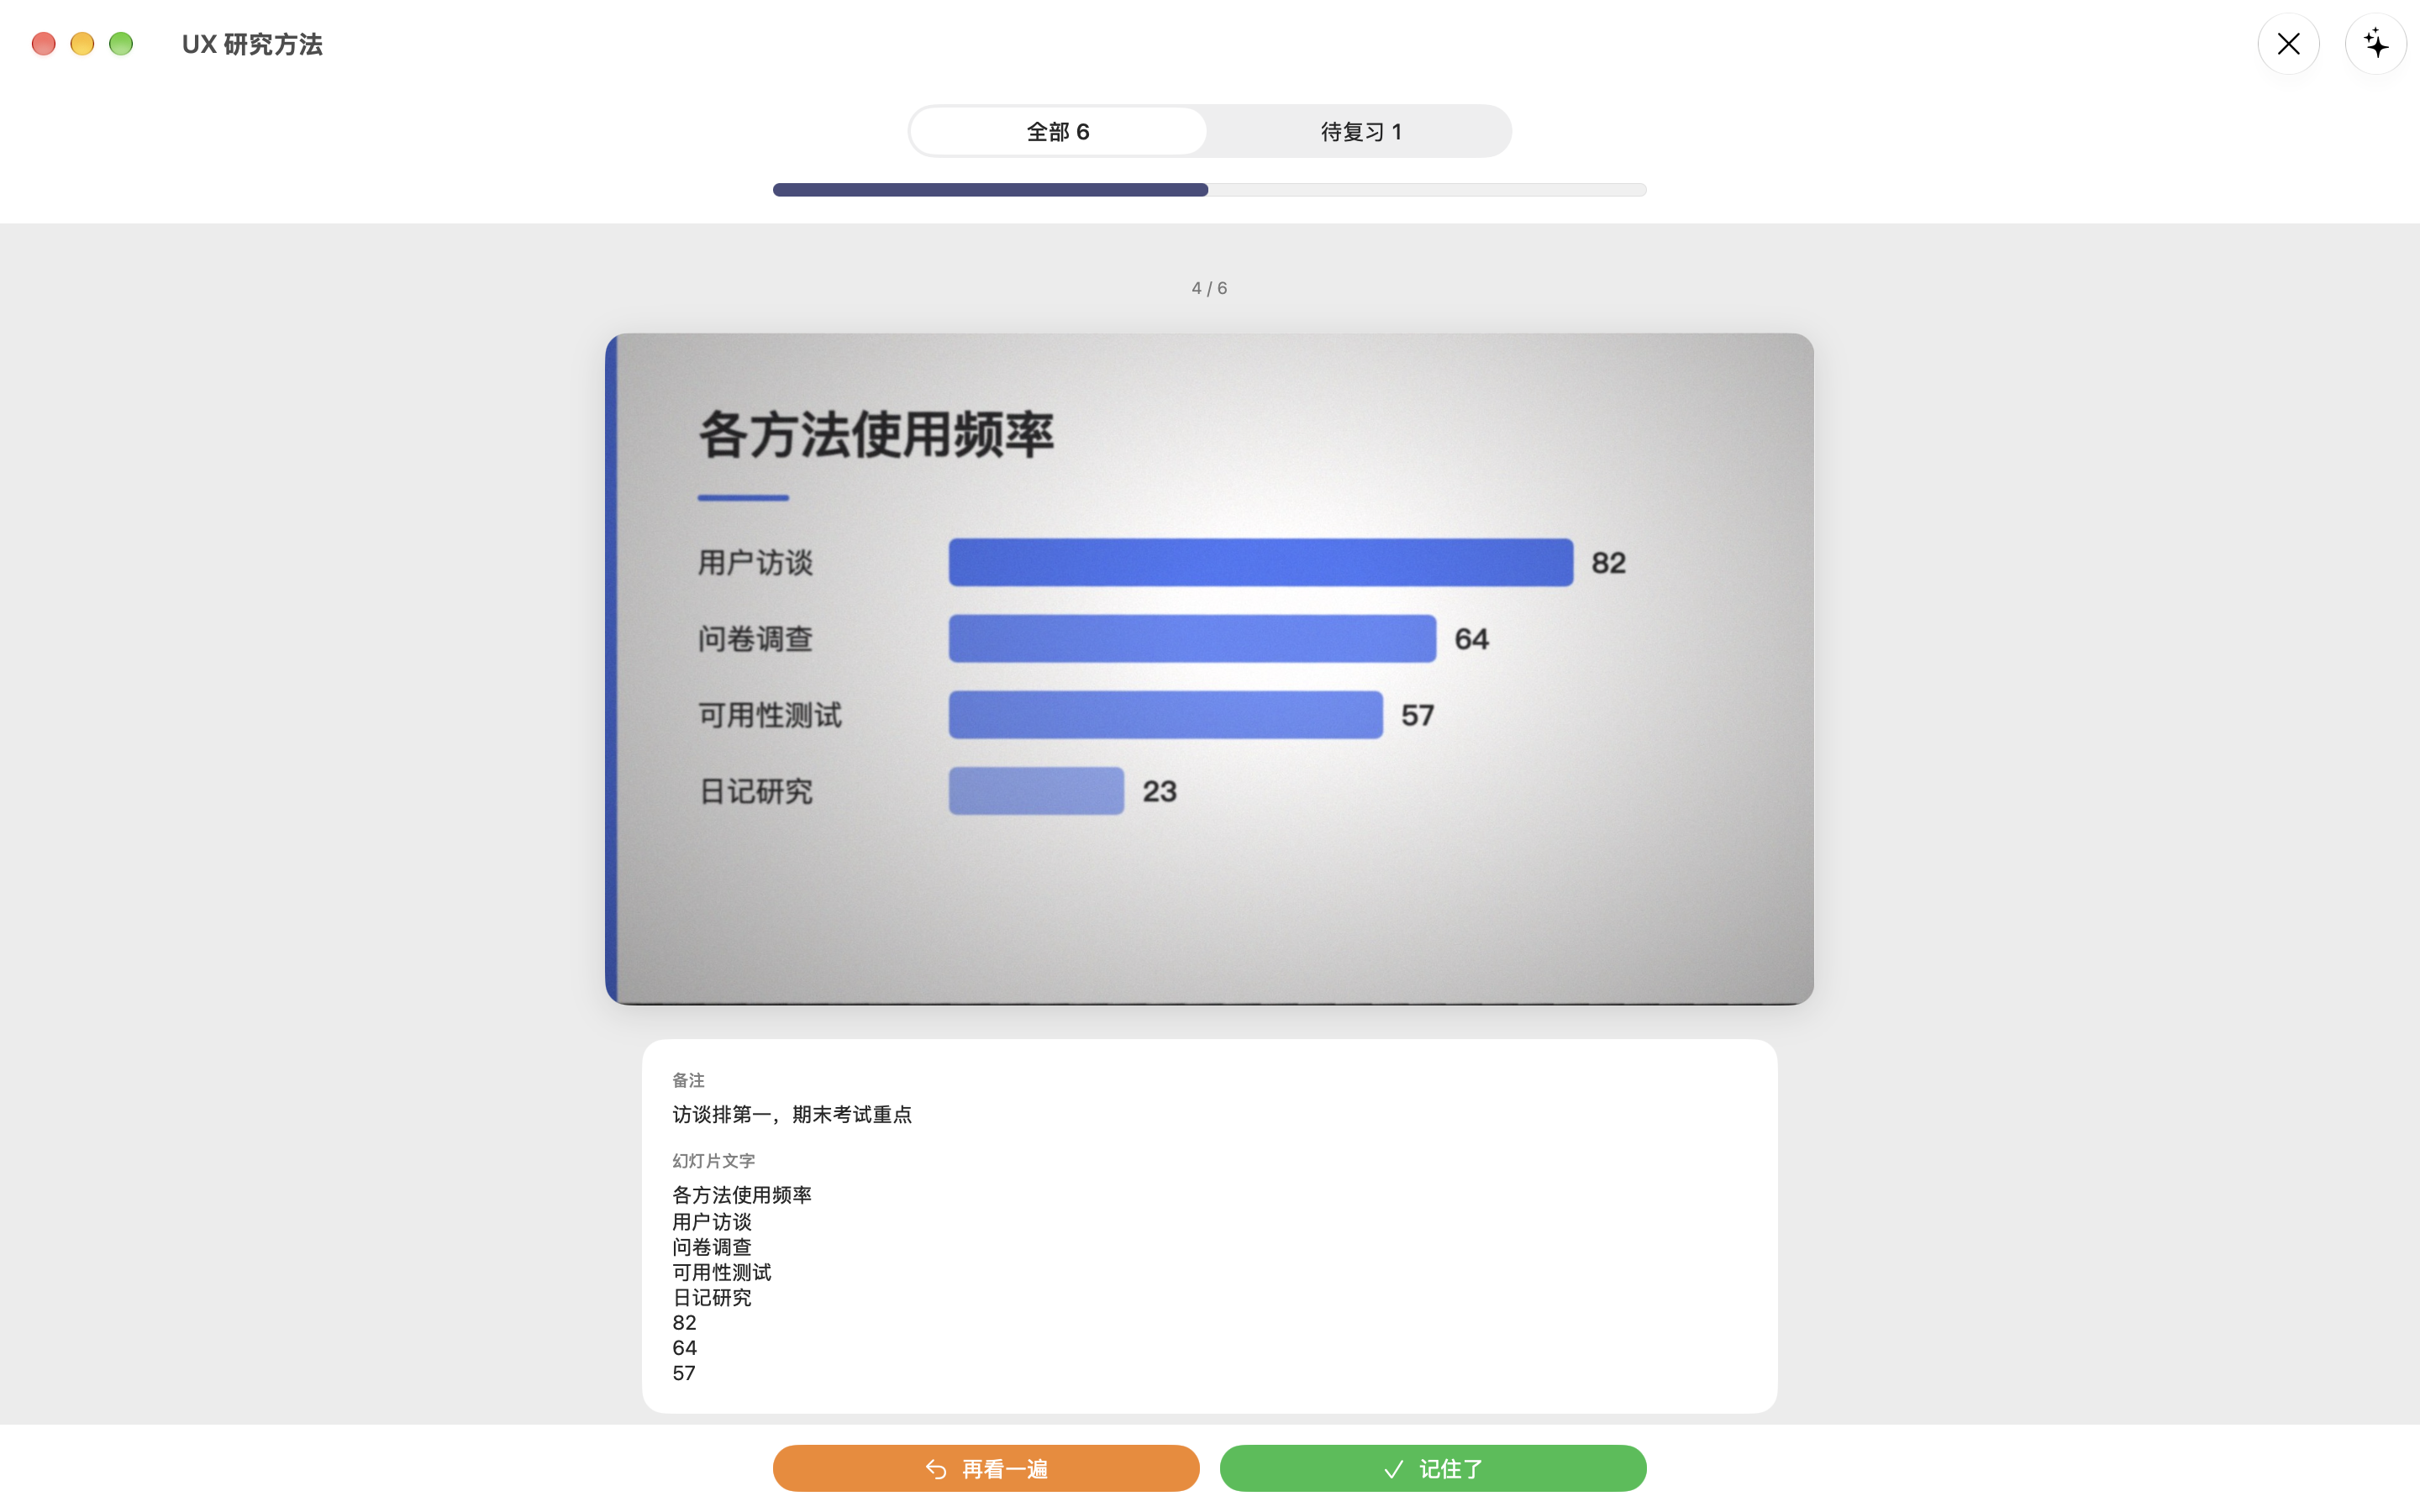 UX 研究方法
全部 6
待复习 1
4 / 6
各方法使用频率
用户访谈 82
问卷调查 64
可用性测试 57
日记研究 23
备注
访谈排第一，期末考试重点
幻灯片文字
各方法使用频率
用户访谈
问卷调查
可用性测试
日记研究
82
64
57
再看一遍
记住了